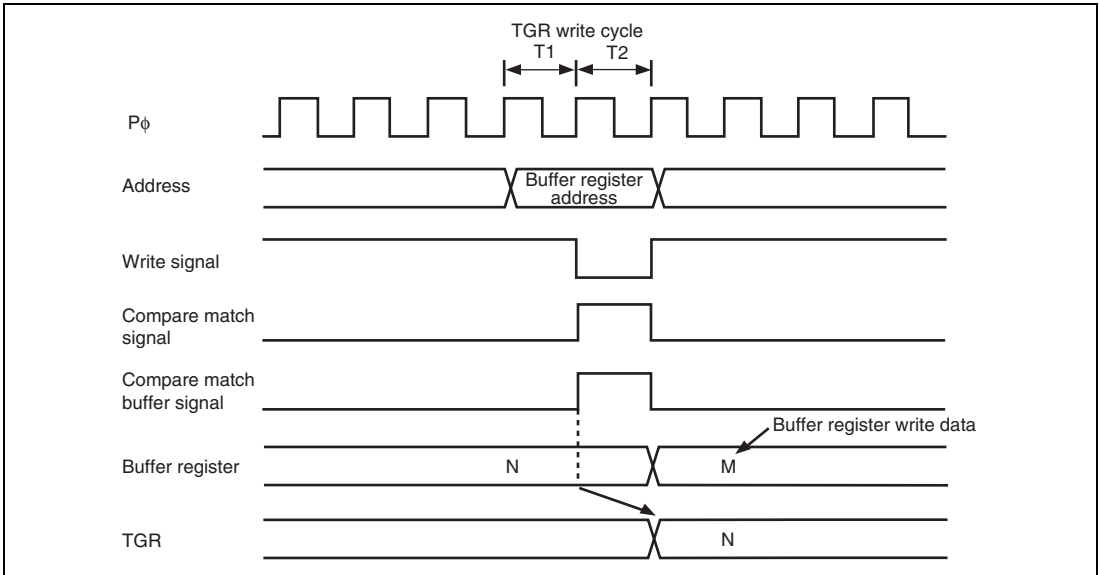 TGR write cycle
T1 T2
Pϕ
Address
Buffer register
address
Write signal
Compare match
signal
Compare match
buffer signal
Buffer register write data
Buffer register
N
M
TGR
N